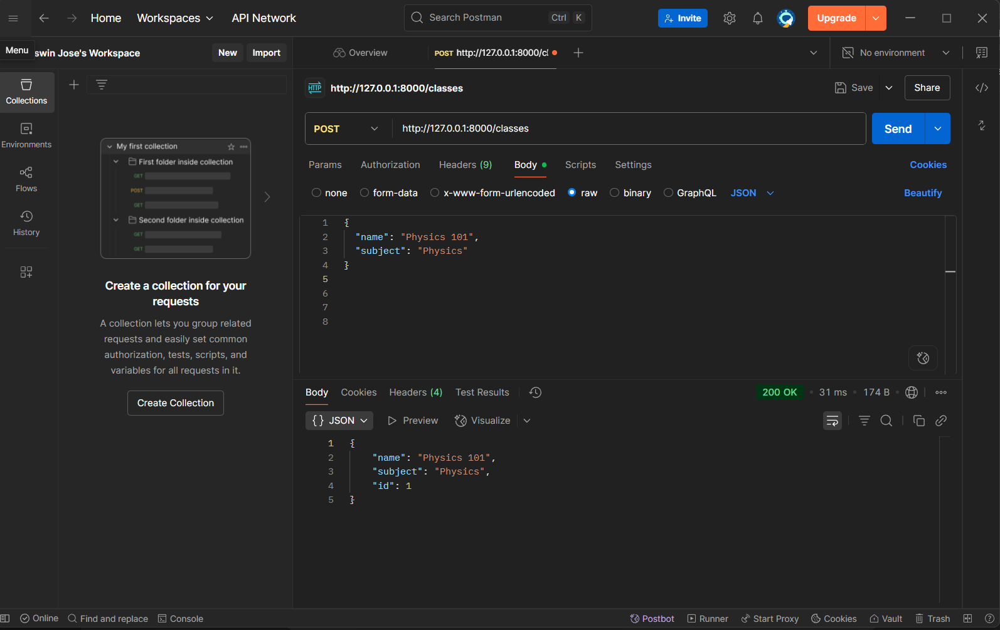 Home
Workspaces
API Network
Search Postman
Ctrl
K
Invite
Upgrade
Menu
swin Jose's Workspace
New
Import
Overview
POST http://127.0.0.1:8000/cl
No environment
Collections
Environments
Flows
History
My first collection
First folder inside collection
GET
POST
GET
Second folder inside collection
GET
GET
Create a collection for your
requests
A collection lets you group related
requests and easily set common
authorization, tests, scripts, and
variables for all requests in it.
Create Collection
HTTP
http://127.0.0.1:8000/classes
Save
Share
POST
http://127.0.0.1:8000/classes
Send
Params
Authorization
Headers (9)
Body
Scripts
Settings
Cookies
none
form-data
x-www-form-urlencoded
raw
binary
GraphQL
JSON
Beautify
1 {
2 "name": "Physics 101",
3 "subject": "Physics"
4 }
5
6
7
8
Body
Cookies
Headers (4)
Test Results
200 OK
31 ms
174 B
{} JSON
Preview
Visualize
1 {
2 "name": "Physics 101",
3 "subject": "Physics",
4 "id": 1
5 }
Online
Find and replace
Console
Postbot
Runner
Start Proxy
Cookies
Vault
Trash